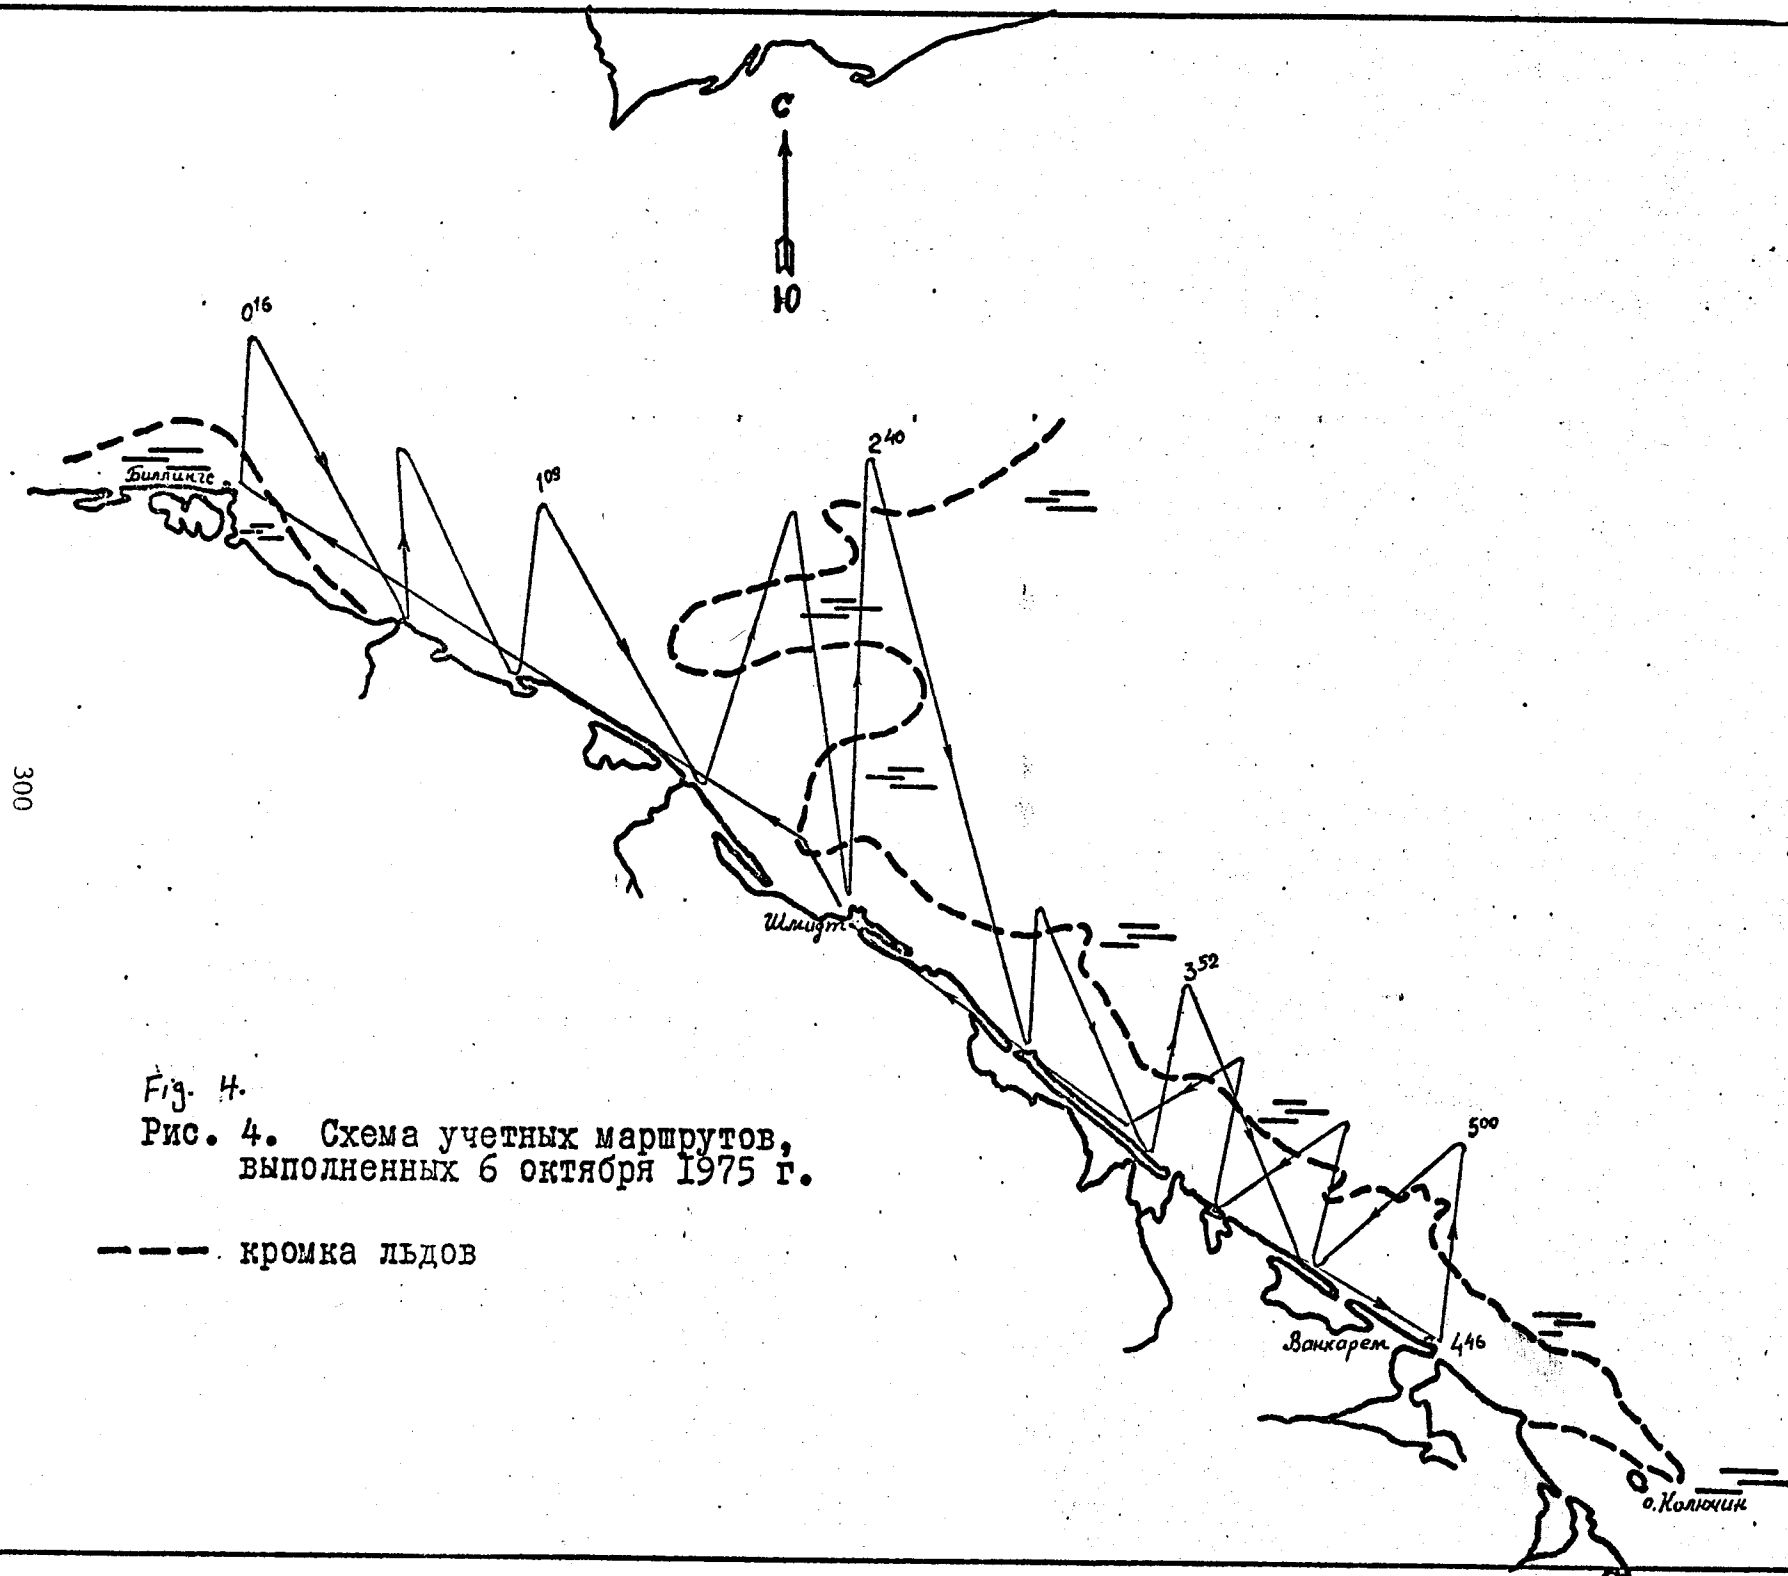 С
Ю
0¹⁶
Биллингс
1⁰⁹
2⁴⁰
300
Шмидт
3⁵²
5⁰⁰
Fig. 4.
Рис. 4. Схема учетных маршрутов,
выполненных 6 октября 1975 г.
кромка льдов
Ванкарем
4⁴⁶
о. Колючин